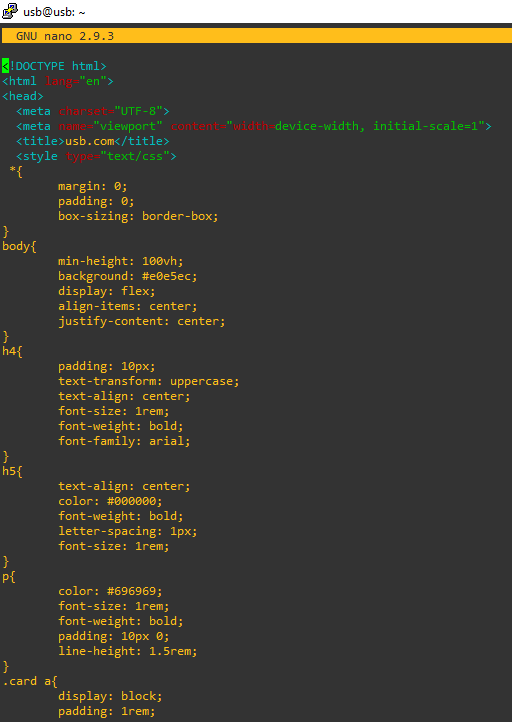 usb@usb: ~
GNU nano 2.9.3
<!DOCTYPE html>
<html lang="en">
<head>
  <meta charset="UTF-8">
  <meta name="viewport" content="width=device-width, initial-scale=1">
  <title>usb.com</title>
  <style type="text/css">
 *{
        margin: 0;
        padding: 0;
        box-sizing: border-box;
}
body{
        min-height: 100vh;
        background: #e0e5ec;
        display: flex;
        align-items: center;
        justify-content: center;
}
h4{
        padding: 10px;
        text-transform: uppercase;
        text-align: center;
        font-size: 1rem;
        font-weight: bold;
        font-family: arial;
}
h5{
        text-align: center;
        color: #000000;
        font-weight: bold;
        letter-spacing: 1px;
        font-size: 1rem;
}
p{
        color: #696969;
        font-size: 1rem;
        font-weight: bold;
        padding: 10px 0;
        line-height: 1.5rem;
}
.card a{
        display: block;
        padding: 1rem;